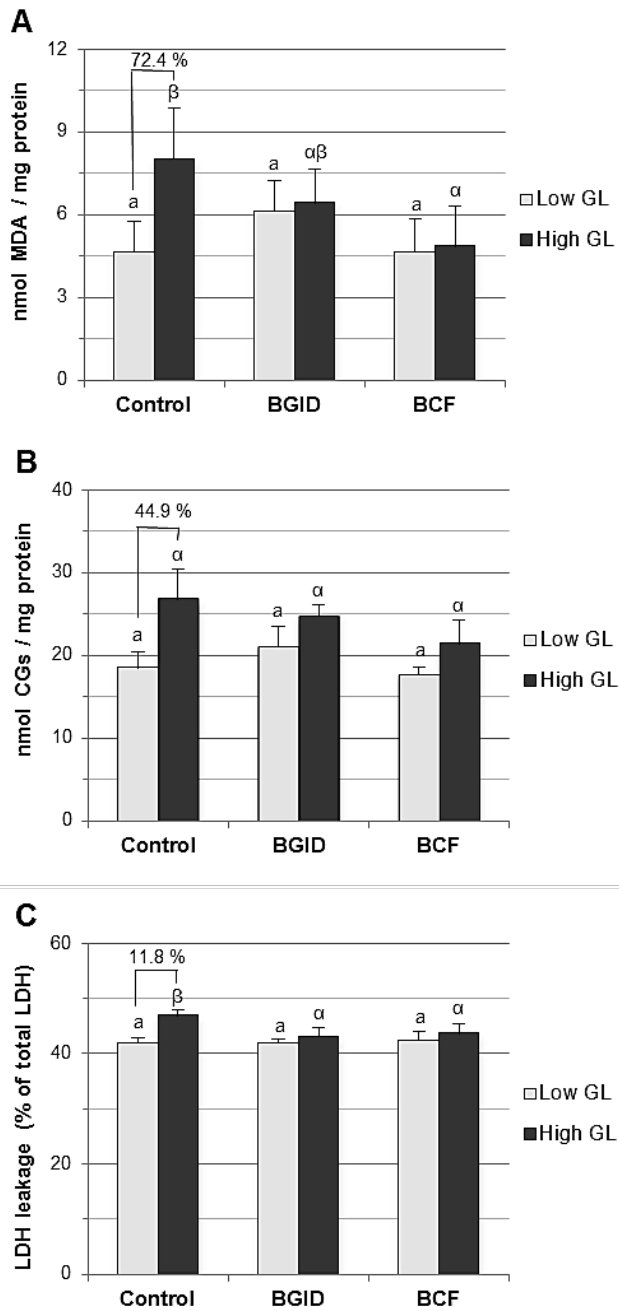 A
12
72.4 %
β
9
a
αβ
a
α
a
6
3
0
nmol MDA / mg protein
Low GL
High GL
Control BGID BCF
B
40
44.9 %
α
30
a
α
a
α
a
20
10
0
nmol CGs / mg protein
Low GL
High GL
Control BGID BCF
C
60
11.8 %
β
a
a
α
a
α
40
20
0
LDH leakage (% of total LDH)
Low GL
High GL
Control BGID BCF